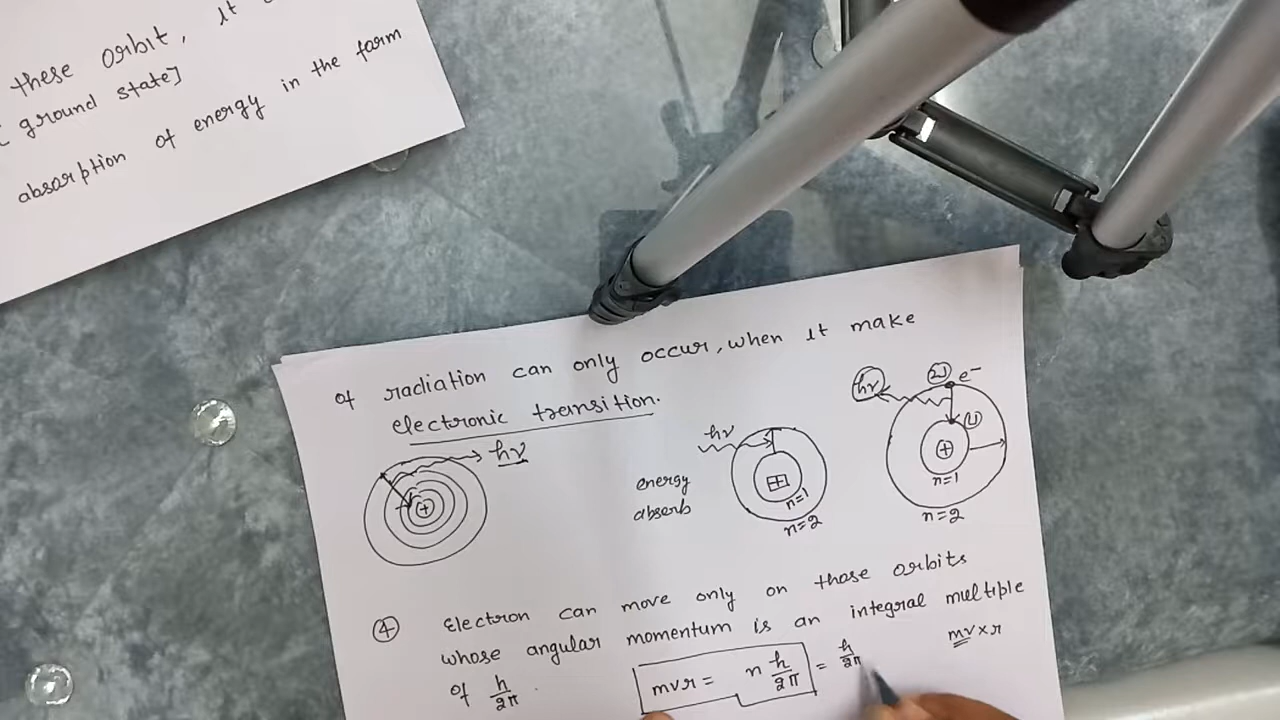 these orbit, it
ground state]
absorption of energy in the form
of radiation can only occur, when it make
electronic transition.
hν
energy
absorb
hν
+
n=1
n=2
hν
(2)
e-
(1)
+
n=1
n=2
+
④ Electron can move only on those orbits
whose angular momentum is an integral multiple
of h/2π
mvr = n h/2π = h/2π
mv×r